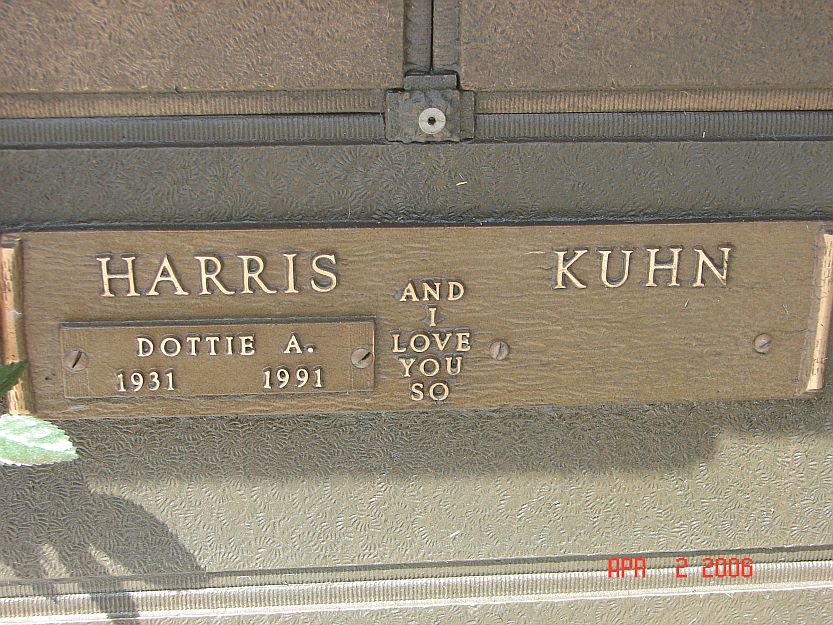 HARRIS
KUHN
DOTTIE A.
1931 1991
AND
I
LOVE
YOU
SO
APR 2 2006